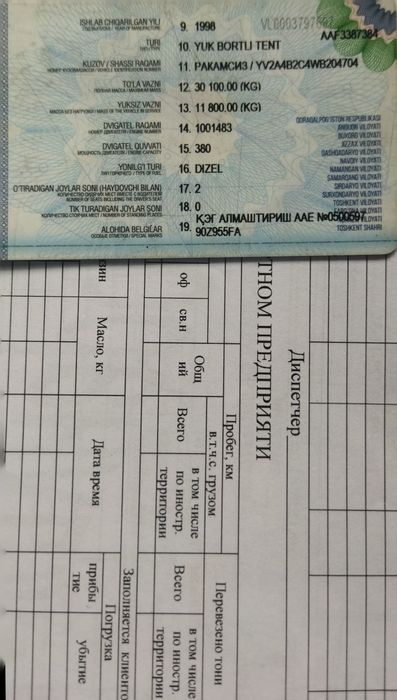 ISHLAB CHIQARILGAN YILI 9. 1998
AAF3387384
TURI 10. YUK BORTLI TENT
KUZOV / SHASSI RAQAMI 11. РАКАМСИЗ / YV2A4B2C4WB204704
TO'LA VAZNI 12. 30 100.00 (KG)
YUKSIZ VAZNI 13. 11 800.00 (KG)
DVIGATEL RAQAMI 14. 1001483
DVIGATEL QUVVATI 15. 380
YONILG'I TURI 16. DIZEL
O'TIRADIGAN JOYLAR SONI (HAYDOVCHI BILAN) 17. 2
TIK TURADIGAN JOYLAR SONI 18. 0
ALOHIDA BELGILAR 19. ҚЭГ АЛМАШТИРИШ ААЕ №0500597
90Z955FA
QORAQALPOG'ISTON RESPUBLIKASI
ANDIJON VILOYATI
BUXORO VILOYATI
JIZZAX VILOYATI
QASHQADARYO VILOYATI
NAVOIY VILOYATI
NAMANGAN VILOYATI
SAMARQAND VILOYATI
SIRDARYO VILOYATI
SURXONDARYO VILOYATI
TOSHKENT VILOYATI
TOSHKENT SHAHRI
Диспетчер
ТНОМ ПРЕДПРИЯТИ
Пробег, км
Перевезено тонн
Общ
ий
в.т.ч.с. грузом
Всего
в том числе
по иностр.
территории
Всего
в том числе
по иностр.
территории
оф
св.н
Заполняется клиенто
зин
Масло, кг
Дата время
Погрузка
прибы
тие
убытие